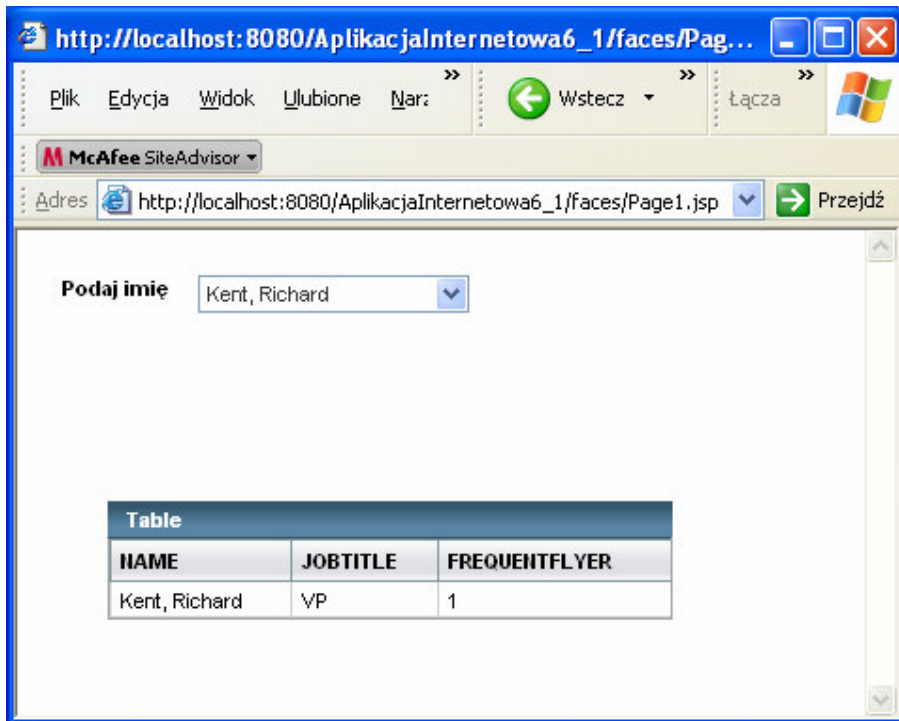 http://localhost:8080/AplikacjaInternetowa6_1/faces/Pag...
Plik Edycja Widok Ulubione Narz » Wstecz » Łącza »
McAfee SiteAdvisor
Adres http://localhost:8080/AplikacjaInternetowa6_1/faces/Page1.jsp Przejdź
Podaj imię Kent, Richard
Table
NAME JOBTITLE FREQUENTFLYER
Kent, Richard VP 1